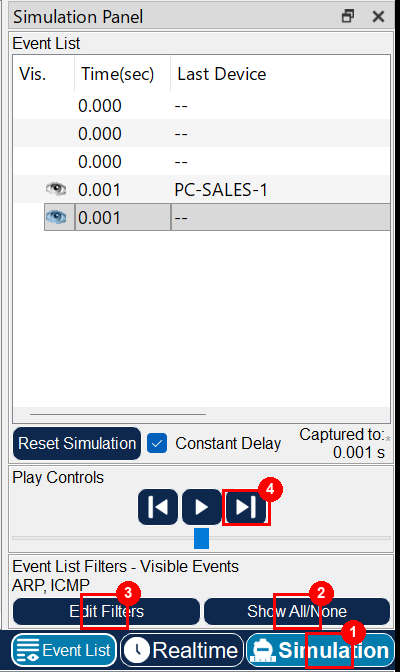 Simulation Panel
Event List
Vis. Time(sec) Last Device
0.000 --
0.000 --
0.000 --
0.001 PC-SALES-1
0.001 --
Reset Simulation Constant Delay Captured to:*
0.001 s
Play Controls
4
Event List Filters - Visible Events
ARP, ICMP
3 2
Edit Filters Show All/None
1
Event List Realtime Simulation